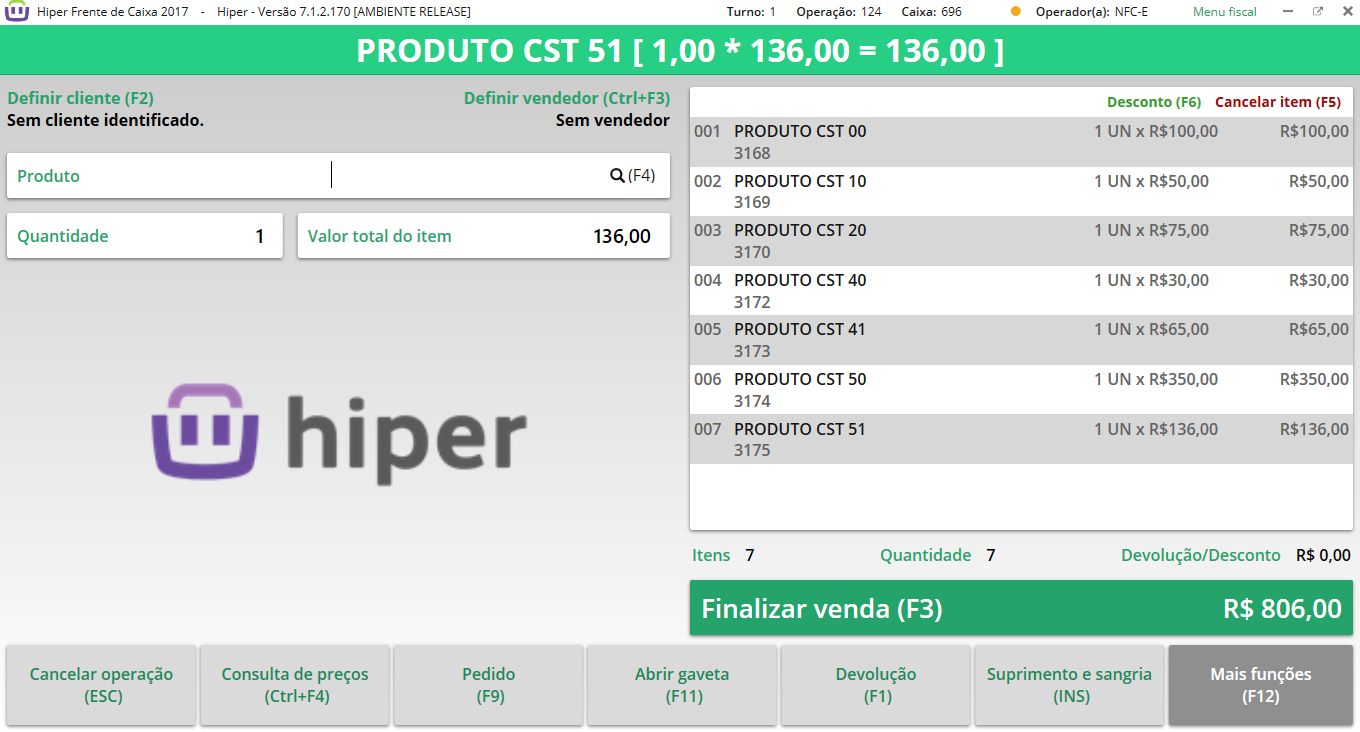 Hiper Frente de Caixa 2017 - Hiper - Versão 7.1.2.170 [AMBIENTE RELEASE] Turno: 1 Operação: 124 Caixa: 696 Operador(a): NFC-E Menu fiscal
PRODUTO CST 51 [ 1,00 * 136,00 = 136,00 ]
Definir cliente (F2) Definir vendedor (Ctrl+F3)
Sem cliente identificado. Sem vendedor
Produto (F4)
Quantidade 1 Valor total do item 136,00
hiper
Desconto (F6) Cancelar item (F5)
001 PRODUTO CST 00 1 UN x R$100,00 R$100,00
3168
002 PRODUTO CST 10 1 UN x R$50,00 R$50,00
3169
003 PRODUTO CST 20 1 UN x R$75,00 R$75,00
3170
004 PRODUTO CST 40 1 UN x R$30,00 R$30,00
3172
005 PRODUTO CST 41 1 UN x R$65,00 R$65,00
3173
006 PRODUTO CST 50 1 UN x R$350,00 R$350,00
3174
007 PRODUTO CST 51 1 UN x R$136,00 R$136,00
3175
Itens 7 Quantidade 7 Devolução/Desconto R$ 0,00
Finalizar venda (F3) R$ 806,00
Cancelar operação
(ESC)
Consulta de preços
(Ctrl+F4)
Pedido
(F9)
Abrir gaveta
(F11)
Devolução
(F1)
Suprimento e sangria
(INS)
Mais funções
(F12)